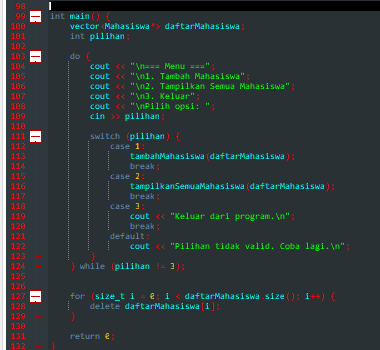 98
99 int main() {
100 vector<Mahasiswa*> daftarMahasiswa;
101 int pilihan;
102
103 do {
104 cout << "\n=== Menu ===";
105 cout << "\n1. Tambah Mahasiswa";
106 cout << "\n2. Tampilkan Semua Mahasiswa";
107 cout << "\n3. Keluar";
108 cout << "\nPilih opsi: ";
109 cin >> pilihan;
110
111 switch (pilihan) {
112 case 1:
113 tambahMahasiswa(daftarMahasiswa);
114 break;
115 case 2:
116 tampilkanSemuaMahasiswa(daftarMahasiswa);
117 break;
118 case 3:
119 cout << "Keluar dari program.\n";
120 break;
121 default:
122 cout << "Pilihan tidak valid. Coba lagi.\n";
123 }
124 } while (pilihan != 3);
125
126
127 for (size_t i = 0; i < daftarMahasiswa.size(); i++) {
128 delete daftarMahasiswa[i];
129 }
130
131 return 0;
132 }